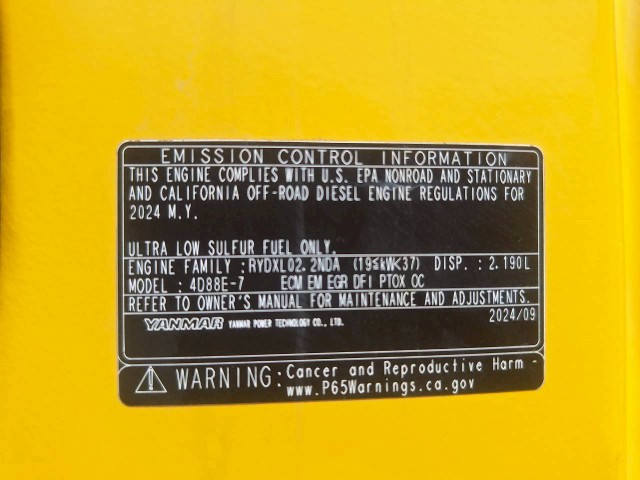 EMISSION CONTROL INFORMATION
THIS ENGINE COMPLIES WITH U.S. EPA NONROAD AND STATIONARY
AND CALIFORNIA OFF-ROAD DIESEL ENGINE REGULATIONS FOR
2024 M.Y.
ULTRA LOW SULFUR FUEL ONLY.
ENGINE FAMILY : RYDXL02.2NDA (19≤kW<37) DISP. : 2.190L
MODEL : 4D88E-7 ECM EM EGR DFI PTOX OC
REFER TO OWNER'S MANUAL FOR MAINTENANCE AND ADJUSTMENTS.
2024/09
YANMAR YANMAR POWER TECHNOLOGY CO., LTD.
WARNING: Cancer and Reproductive Harm -
www.P65Warnings.ca.gov